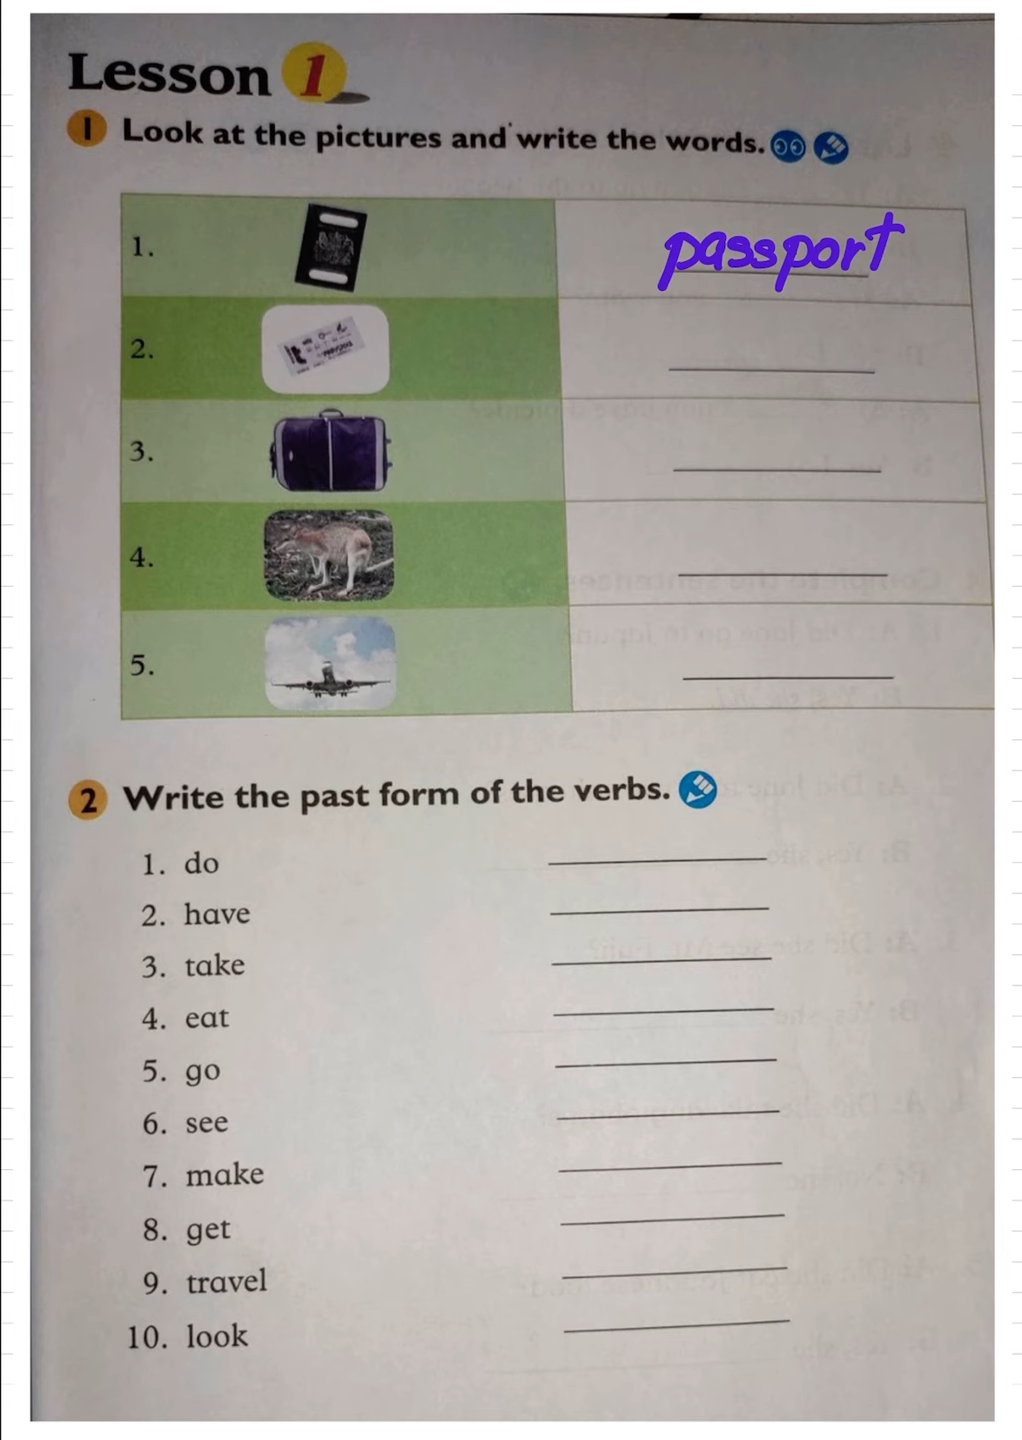 Lesson 1
1 Look at the pictures and write the words.
1. passport
2.
3.
4.
5.
2 Write the past form of the verbs.
1. do
2. have
3. take
4. eat
5. go
6. see
7. make
8. get
9. travel
10. look